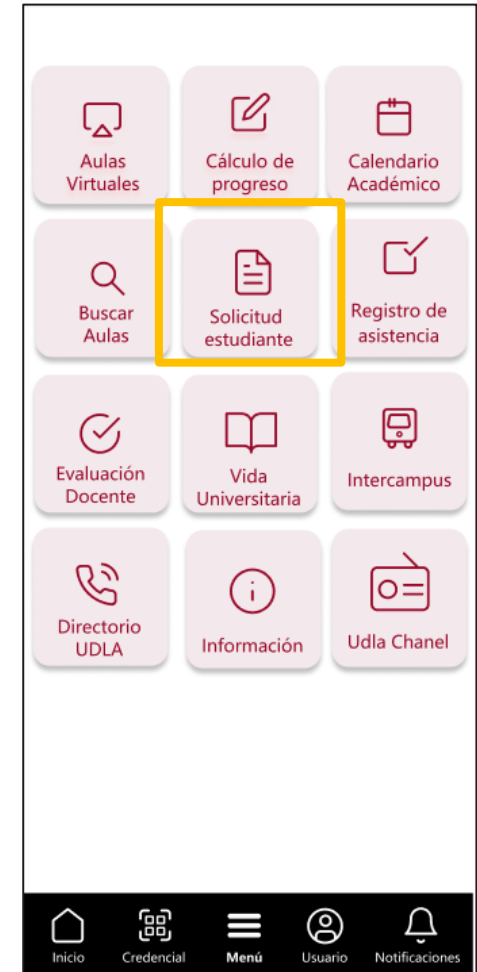 Aulas
Virtuales
Cálculo de
progreso
Calendario
Académico
Buscar
Aulas
Solicitud
estudiante
Registro de
asistencia
Evaluación
Docente
Vida
Universitaria
Intercampus
Directorio
UDLA
Información
Udla Chanel
Inicio
Credencial
Menú
Usuario
Notificaciones